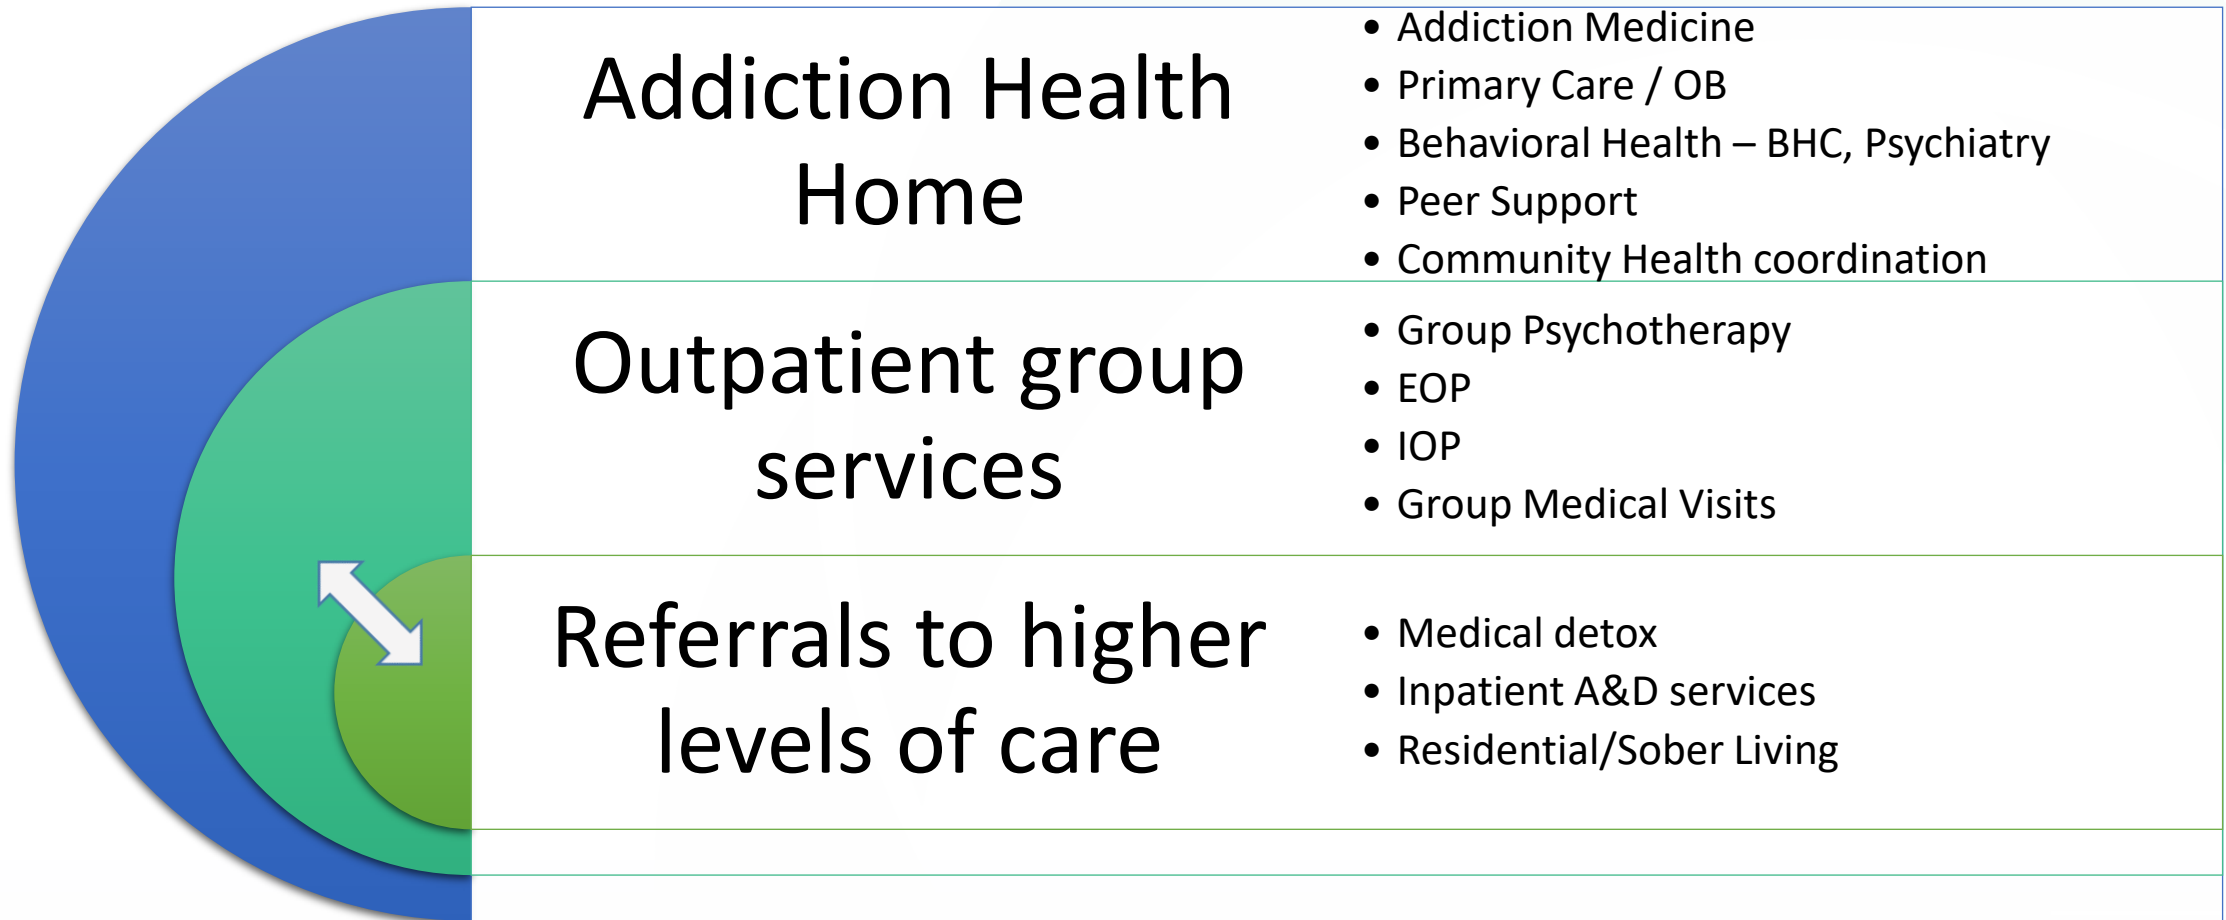 Addiction Health
Home
• Addiction Medicine
• Primary Care / OB
• Behavioral Health – BHC, Psychiatry
• Peer Support
• Community Health coordination
Outpatient group
services
• Group Psychotherapy
• EOP
• IOP
• Group Medical Visits
Referrals to higher
levels of care
• Medical detox
• Inpatient A&D services
• Residential/Sober Living